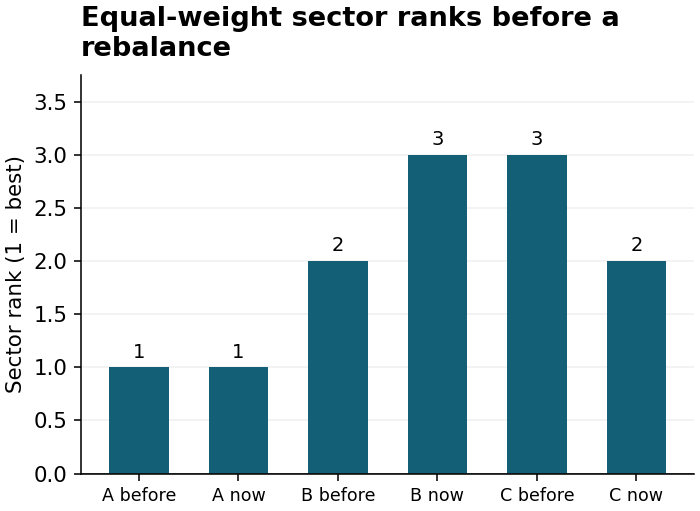 Equal-weight sector ranks before a
rebalance
Sector rank (1 = best)
3.5
3.0
2.5
2.0
1.5
1.0
0.5
0.0
1
1
2
3
3
2
A before
A now
B before
B now
C before
C now